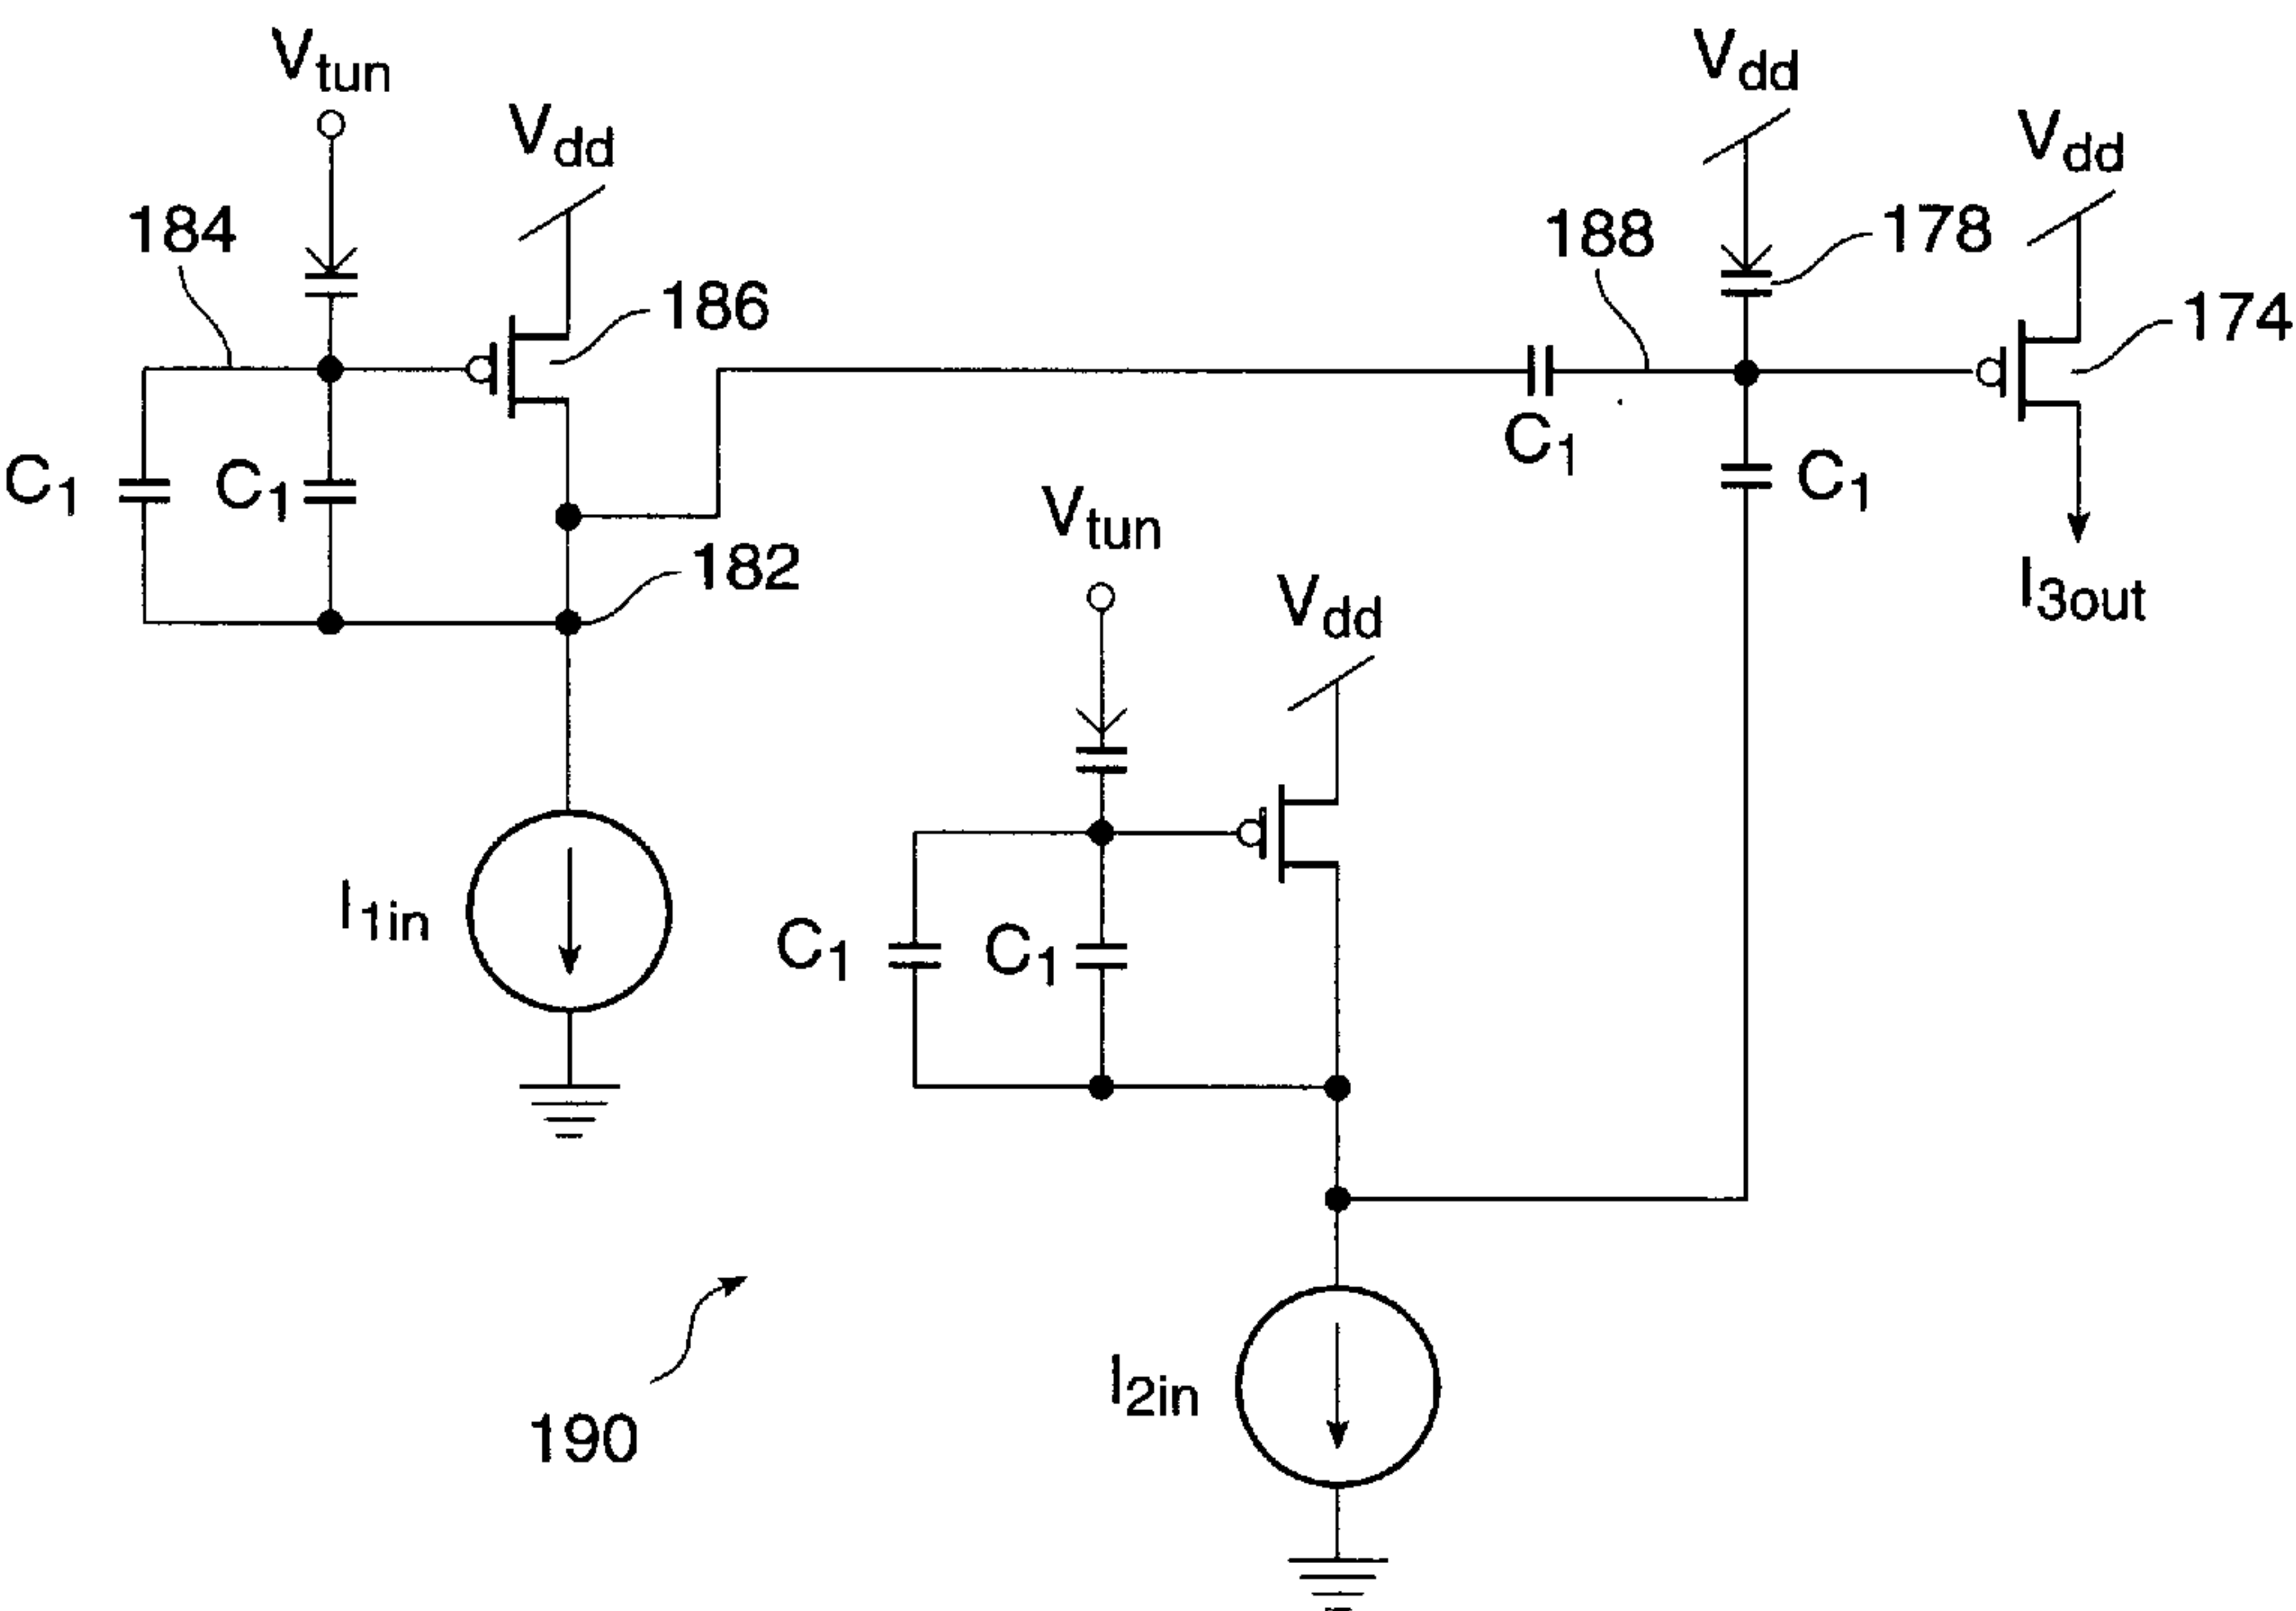 Vtun
Vdd
184
186
C1
C1
182
I1in
Vdd
Vdd
188
178
174
C1
C1
I3out
Vtun
Vdd
C1
C1
I2in
190